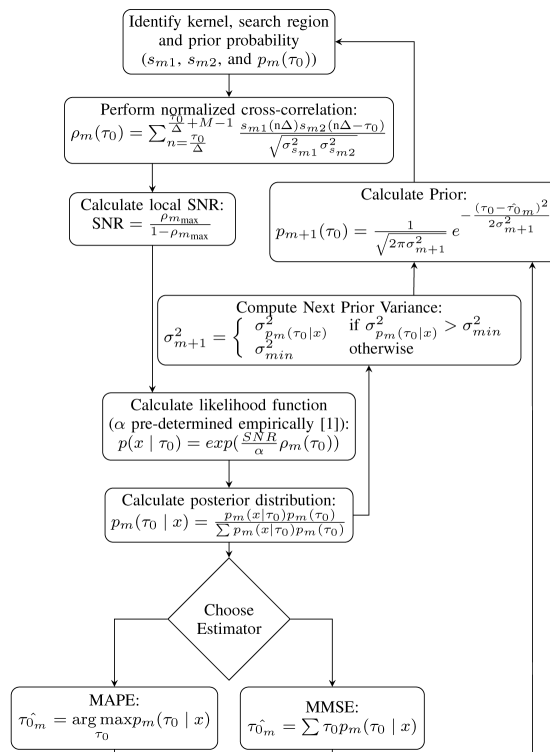 Identify kernel, search region
and prior probability
(s_{m1}, s_{m2}, and p_m(τ_0))
Perform normalized cross-correlation:
ρ_m(τ_0) = ∑_{n=τ_0/Δ}^{τ_0/Δ+M−1} s_{m1}(nΔ)s_{m2}(nΔ−τ_0) / √(σ²_{s_{m1}} σ²_{s_{m2}})
Calculate local SNR:
SNR = ρ_{m_max} / (1−ρ_{m_max})
Calculate Prior:
p_{m+1}(τ_0) = 1/√(2πσ²_{m+1}) e^{−(τ_0−τ̂_{0m})²/2σ²_{m+1}}
Compute Next Prior Variance:
σ²_{m+1} = { σ²_{p_m(τ_0|x)} if σ²_{p_m(τ_0|x)} > σ²_{min}
σ²_{min} otherwise
Calculate likelihood function
(α pre-determined empirically [1]):
p(x | τ_0) = exp(SNR/α ρ_m(τ_0))
Calculate posterior distribution:
p_m(τ_0 | x) = p_m(x|τ_0)p_m(τ_0) / ∑ p_m(x|τ_0)p_m(τ_0)
Choose
Estimator
MAPE:
τ̂_{0_m} = arg max_{τ_0} p_m(τ_0 | x)
MMSE:
τ̂_{0_m} = ∑ τ_0 p_m(τ_0 | x)